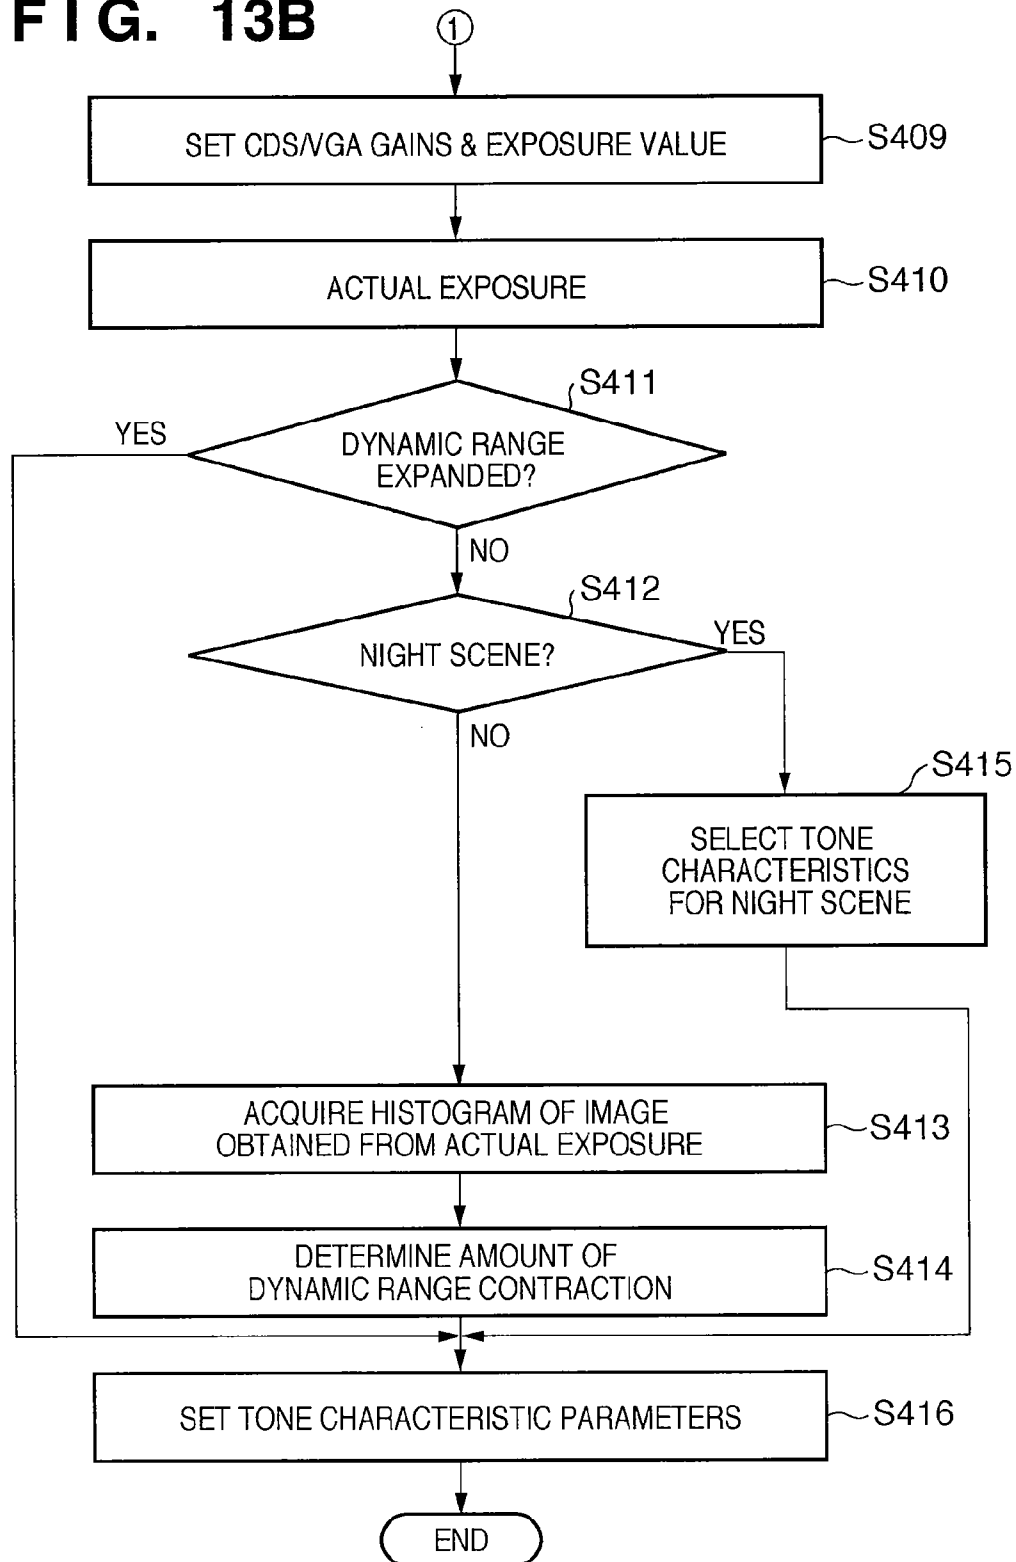 FIG. 13B
1
SET CDS/VGA GAINS & EXPOSURE VALUE
S409
ACTUAL EXPOSURE
S410
S411
YES
DYNAMIC RANGE
EXPANDED?
NO
S412
NIGHT SCENE?
YES
NO
S415
SELECT TONE
CHARACTERISTICS
FOR NIGHT SCENE
ACQUIRE HISTOGRAM OF IMAGE
OBTAINED FROM ACTUAL EXPOSURE
S413
DETERMINE AMOUNT OF
DYNAMIC RANGE CONTRACTION
S414
SET TONE CHARACTERISTIC PARAMETERS
S416
END